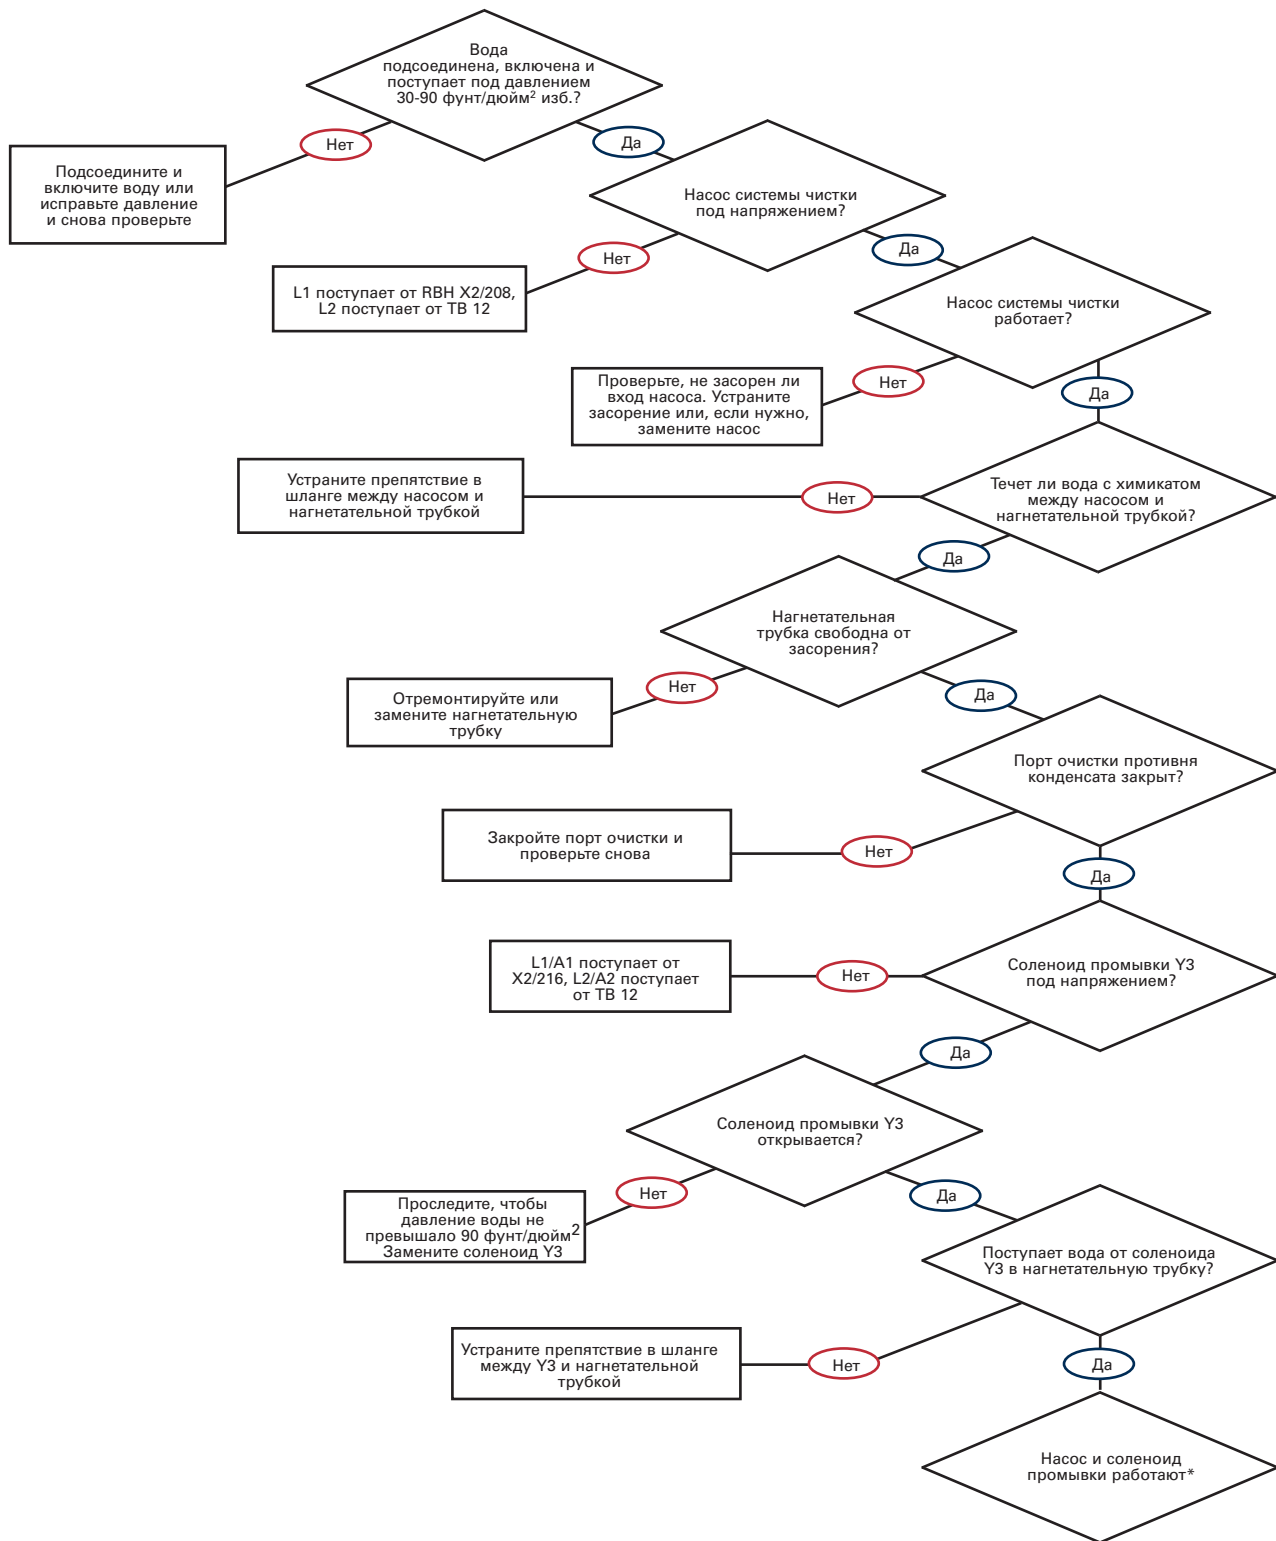 Вода
подсоединена, включена и
поступает под давлением
30-90 фунт/дюйм² изб.?
Нет
Да
Подсоедините и
включите воду или
исправьте давление
и снова проверьте
Насос системы чистки
под напряжением?
Нет
Да
L1 поступает от RBH X2/208,
L2 поступает от TB 12
Насос системы чистки
работает?
Нет
Да
Проверьте, не засорен ли
вход насоса. Устраните
засорение или, если нужно,
замените насос
Течет ли вода с химикатом
между насосом и
нагнетательной трубкой?
Нет
Да
Устраните препятствие в
шланге между насосом и
нагнетательной трубкой
Нагнетательная
трубка свободна от
засорения?
Нет
Да
Отремонтируйте или
замените нагнетательную
трубку
Порт очистки противня
конденсата закрыт?
Нет
Да
Закройте порт очистки и
проверьте снова
Соленоид промывки Y3
под напряжением?
Нет
Да
L1/A1 поступает от
X2/216, L2/A2 поступает
от TB 12
Соленоид промывки Y3
открывается?
Нет
Да
Проследите, чтобы
давление воды не
превышало 90 фунт/дюйм²
Замените соленоид Y3
Поступает вода от соленоида
Y3 в нагнетательную трубку?
Нет
Да
Устраните препятствие в шланге
между Y3 и нагнетательной
трубкой
Насос и соленоид
промывки работают*